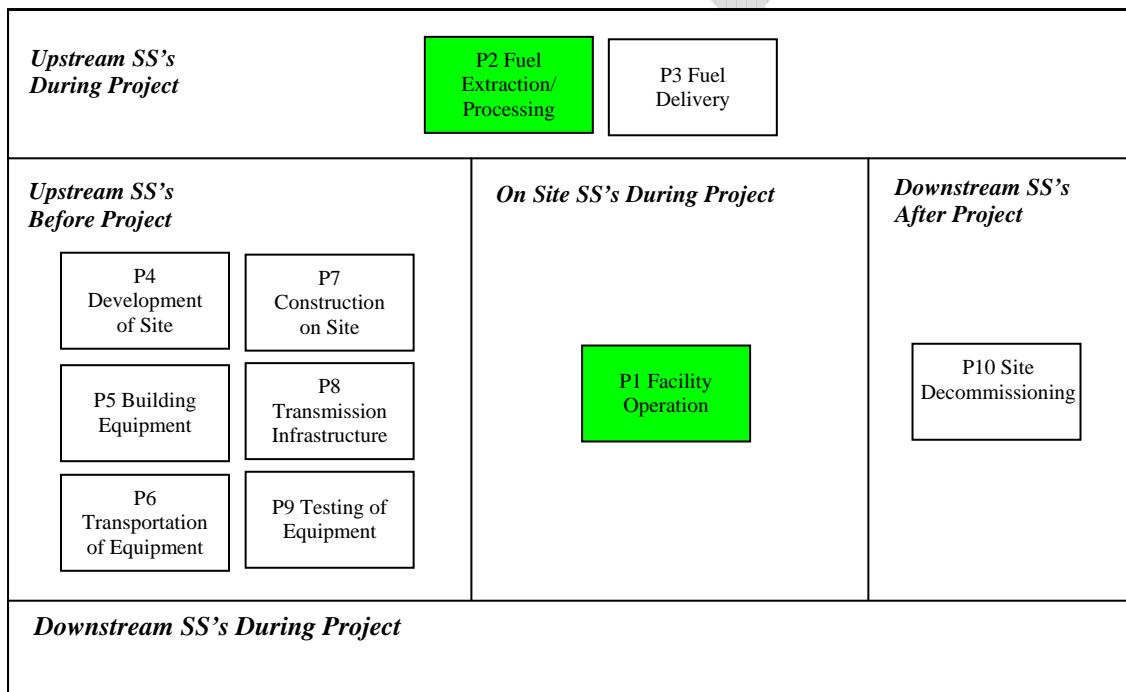 Upstream SS's
During Project
P2 Fuel
Extraction/
Processing
P3 Fuel
Delivery
Upstream SS's
Before Project
P4
Development
of Site
P7
Construction
on Site
P5 Building
Equipment
P8
Transmission
Infrastructure
P6
Transportation
of Equipment
P9 Testing of
Equipment
On Site SS's During Project
P1 Facility
Operation
Downstream SS's
After Project
P10 Site
Decommissioning
Downstream SS's During Project